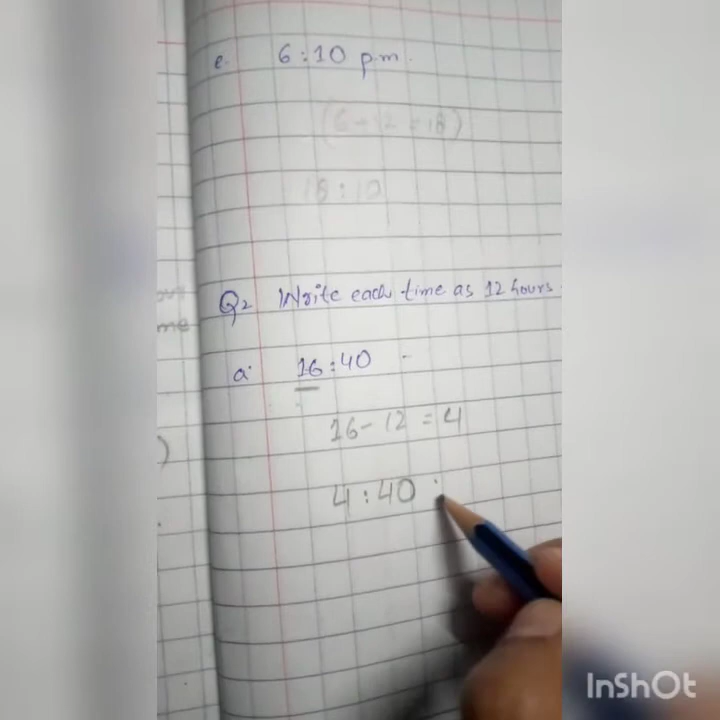 e. 6:10 p.m.
(6+12=18)
18:10
Q2 Write each time as 12 hours.
me
a. 16:40
16-12=4
)
4:40
InShOt